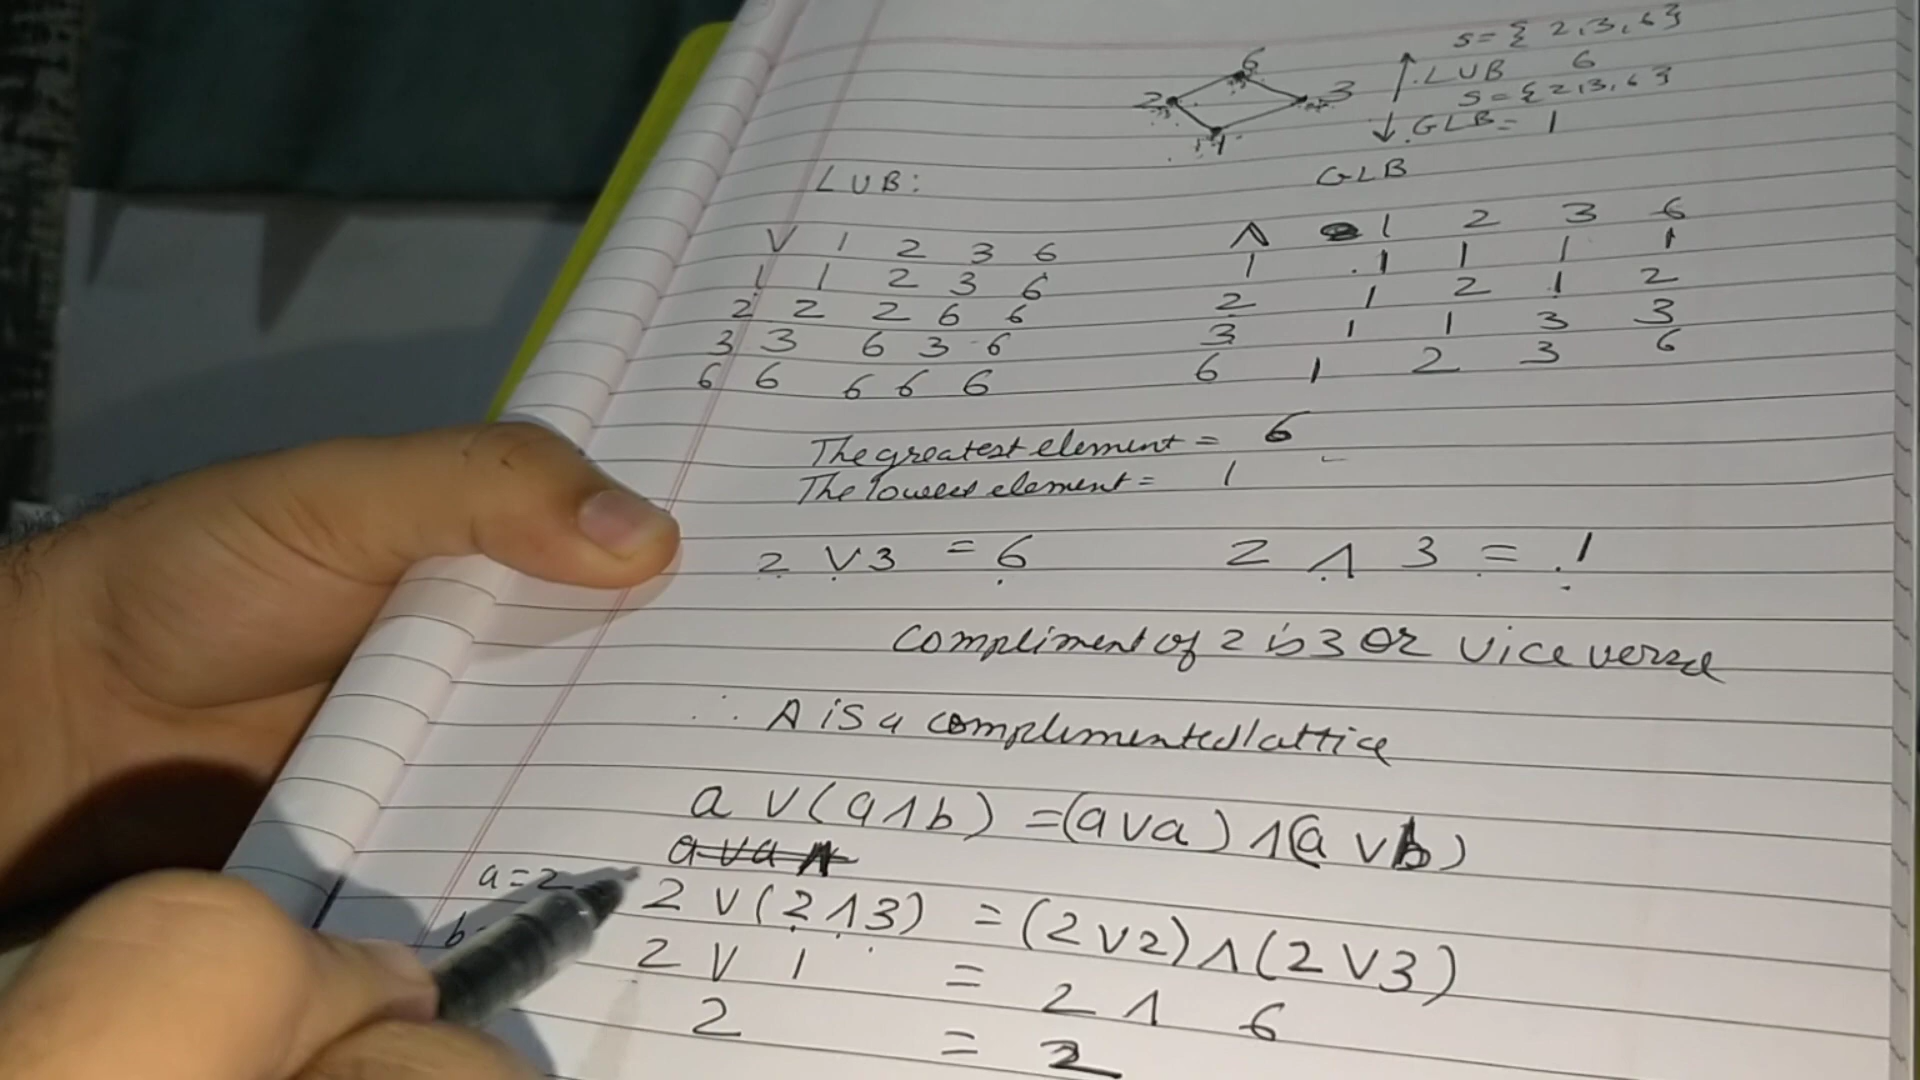 S = { 2, 3, 6 }
6
LUB 6
2 3
S = { 2, 3, 6 }
GLB = 1
1
LUB :
GLB
V 1 2 3 6
1 1 2 3 6
2 2 2 6 6
3 3 6 3 6
6 6 6 6 6
Λ 1 2 3 6
1 1 1 1 1
2 1 2 1 2
3 1 1 3 3
6 1 2 3 6
The greatest element = 6
The lowest element = 1
2 V 3 = 6 2 Λ 3 = 1
Compliment of 2 is 3 or vice versa
∴ A is a complimented lattice
a V (a Λ b) = (a V a) Λ (a V b)
a V a Λ
a = 2
2 V (2 Λ 3) = (2 V 2) Λ (2 V 3)
b
2 V 1 = 2 Λ 6
2 = 2